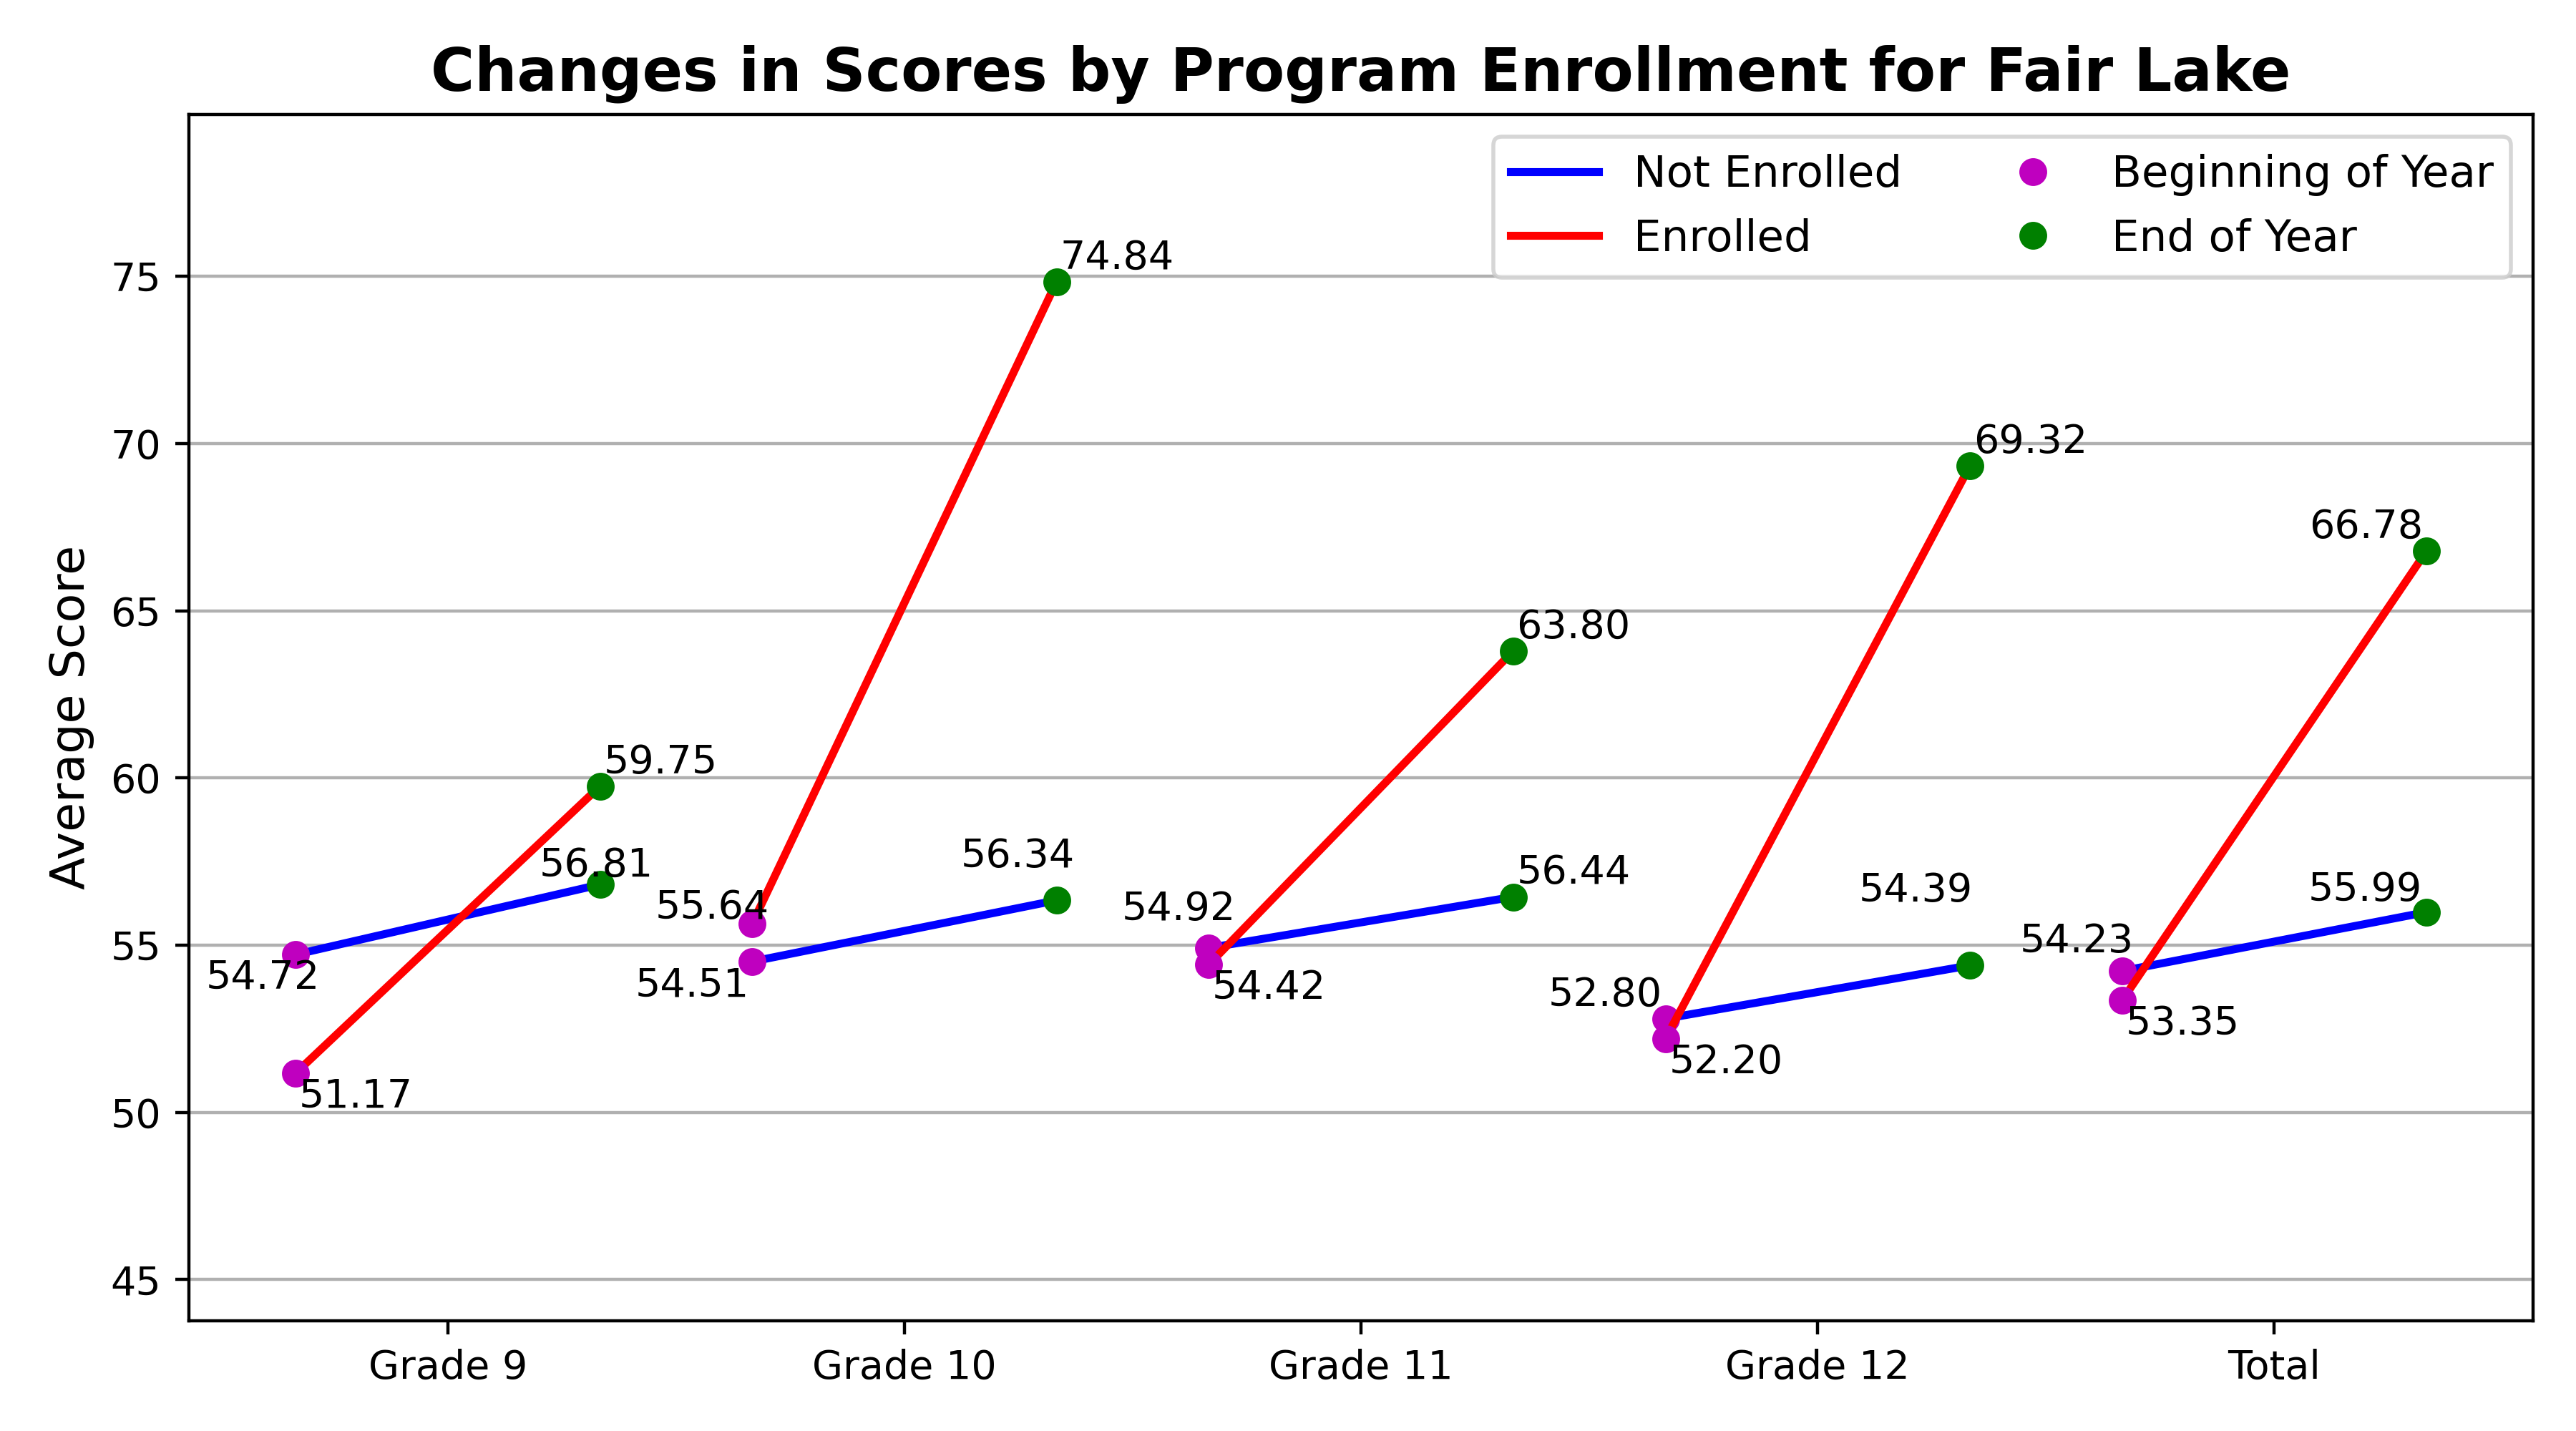 Changes in Scores by Program Enrollment for Fair Lake
Not Enrolled
Enrolled
Beginning of Year
End of Year
Average Score
75
70
65
60
55
50
45
54.72
51.17
59.75
56.81
55.64
54.51
74.84
56.34
54.92
54.42
63.80
56.44
52.80
52.20
69.32
54.39
54.23
53.35
66.78
55.99
Grade 9
Grade 10
Grade 11
Grade 12
Total